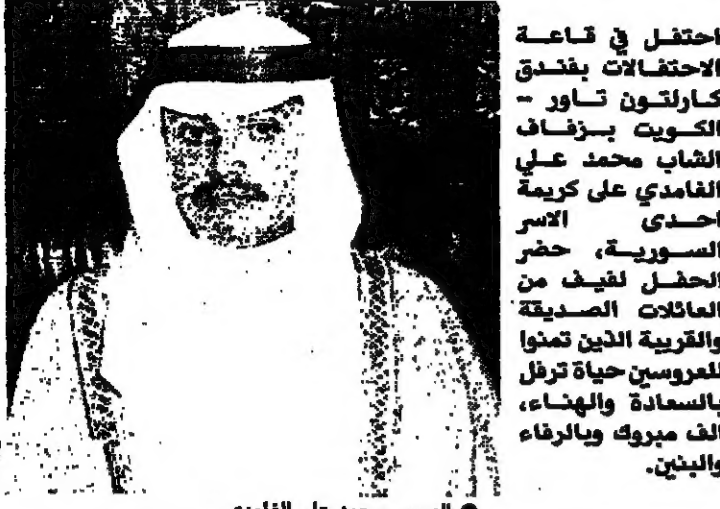 احتفل في قاعة
الاحتفالات بفندق
كارلتون تاور -
الكويت بزفاف
الشاب محمد علي
الغامدي على كريمة
احدى الاسر
السورية، حضر
الحفل لفيف من
العائلات الصديقة
والقريبة الذين تمنوا
للعروسين حياة ترفل
بالسعادة والهناء،
الف مبروك وبالرفاء
والبنين.